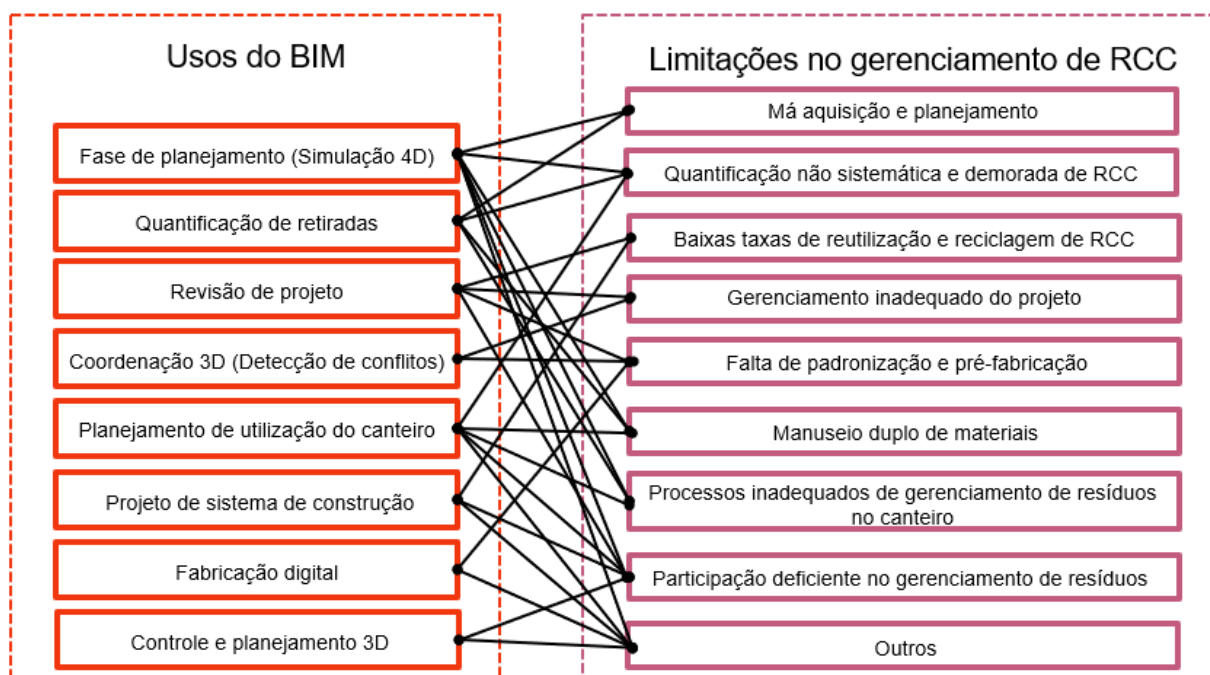 Usos do BIM
Fase de planejamento (Simulação 4D)
Quantificação de retiradas
Revisão de projeto
Coordenação 3D (Detecção de conflitos)
Planejamento de utilização do canteiro
Projeto de sistema de construção
Fabricação digital
Controle e planejamento 3D
Limitações no gerenciamento de RCC
Má aquisição e planejamento
Quantificação não sistemática e demorada de RCC
Baixas taxas de reutilização e reciclagem de RCC
Gerenciamento inadequado do projeto
Falta de padronização e pré-fabricação
Manuseio duplo de materiais
Processos inadequados de gerenciamento de resíduos
no canteiro
Participação deficiente no gerenciamento de resíduos
Outros